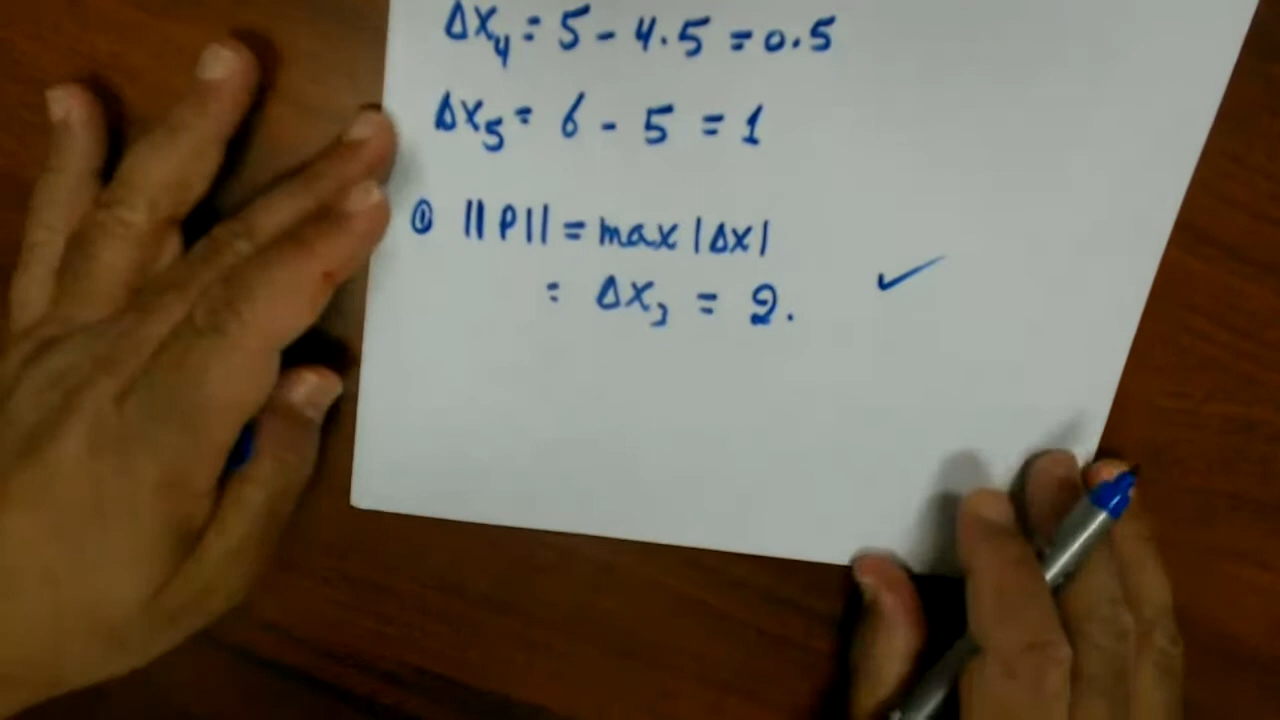 Δx₄ = 5 - 4.5 = 0.5
Δx₅ = 6 - 5 = 1
① ||P|| = max |Δx|
= Δx₃ = 2.